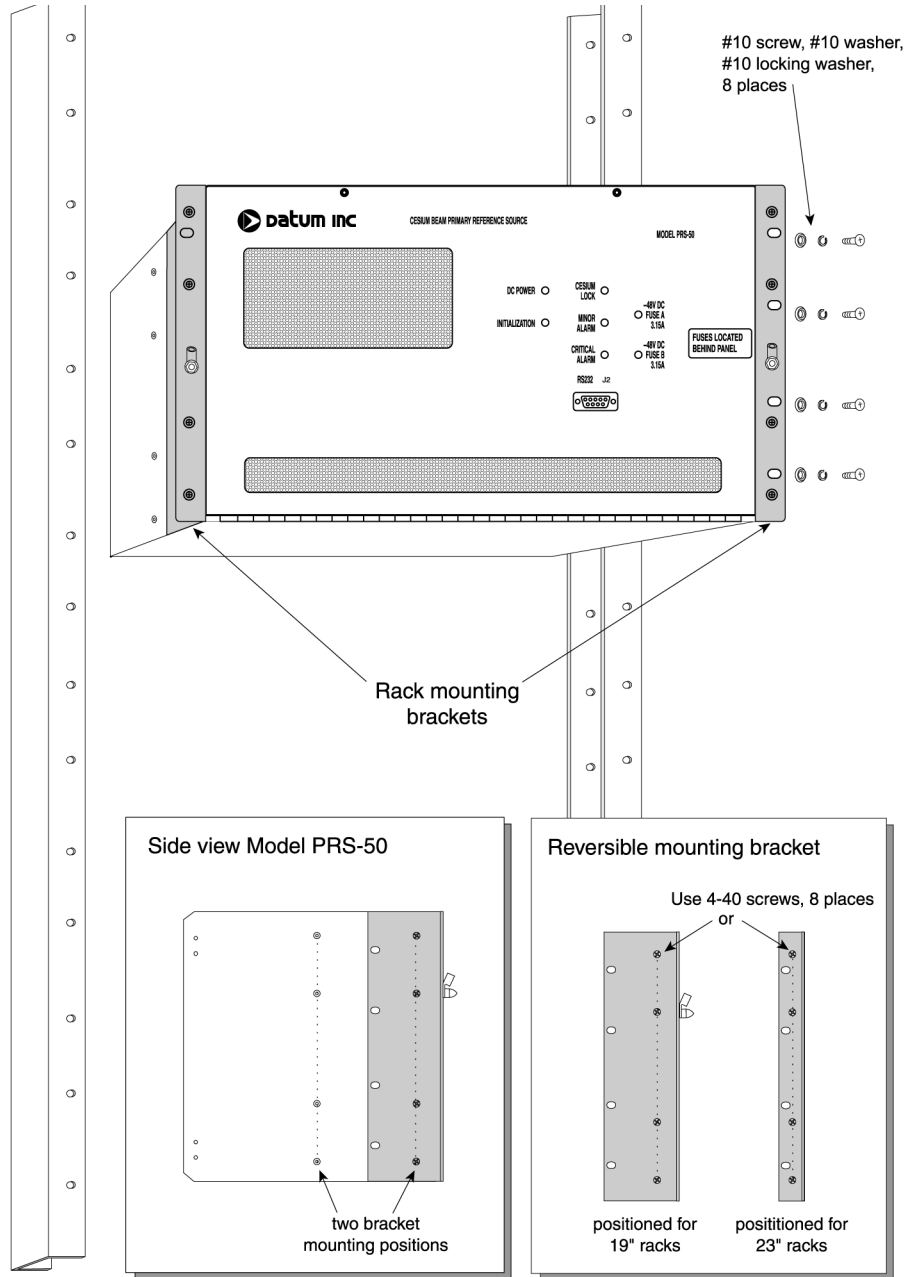 #10 screw, #10 washer,
#10 locking washer,
8 places
Datum Inc
CESIUM BEAM PRIMARY REFERENCE SOURCE
MODEL PRS-50
DC POWER
CESIUM
LOCK
INITIALIZATION
MINOR
ALARM
–48V DC
FUSE A
3.15A
CRITICAL
ALARM
–48V DC
FUSE B
3.15A
FUSES LOCATED
BEHIND PANEL
RS232 J2
Rack mounting
brackets
Side view Model PRS-50
two bracket
mounting positions
Reversible mounting bracket
Use 4-40 screws, 8 places
or
positioned for
19" racks
posititioned for
23" racks